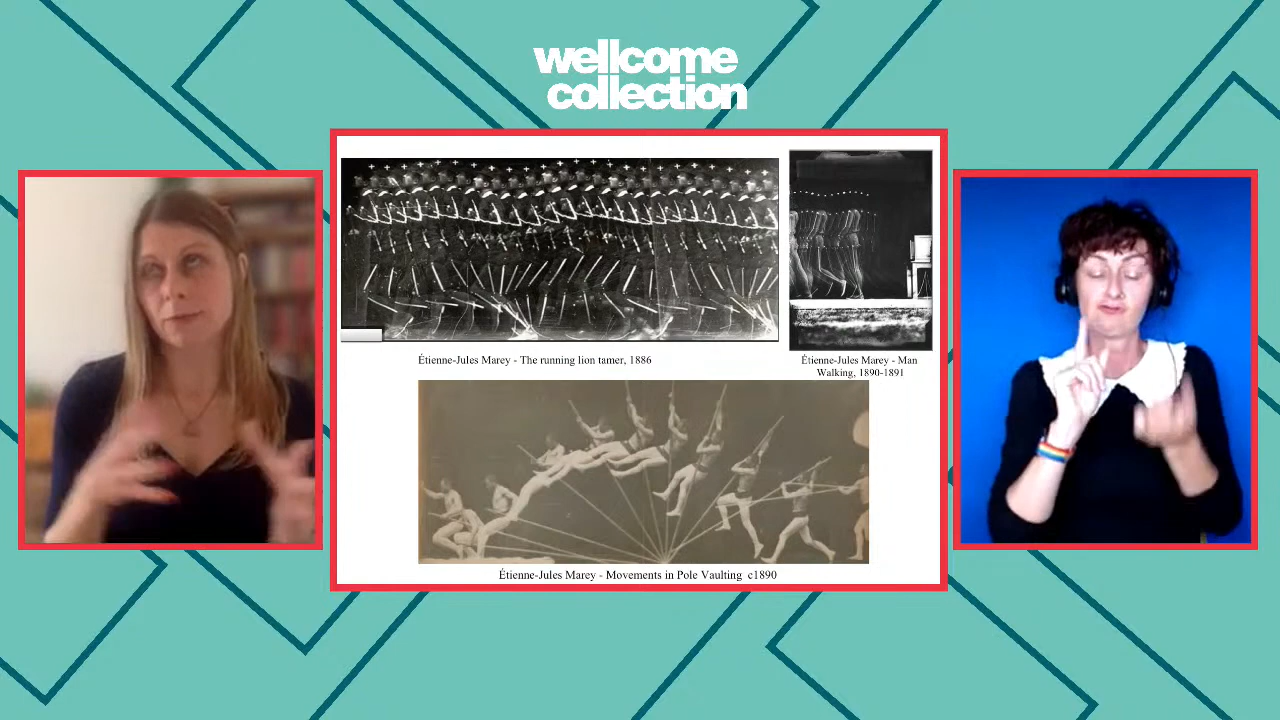 wellcome
collection
Étienne-Jules Marey - The running lion tamer, 1886
Étienne-Jules Marey - Man
Walking, 1890-1891
Étienne-Jules Marey - Movements in Pole Vaulting c1890